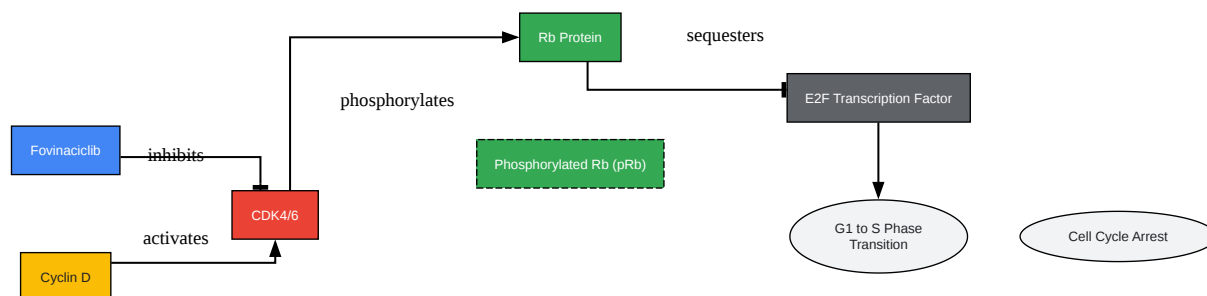 Rb Protein
sequesters
E2F Transcription Factor
phosphorylates
Fovinaciclib
inhibits
Phosphorylated Rb (pRb)
CDK4/6
activates
G1 to S Phase
Transition
Cell Cycle Arrest
Cyclin D